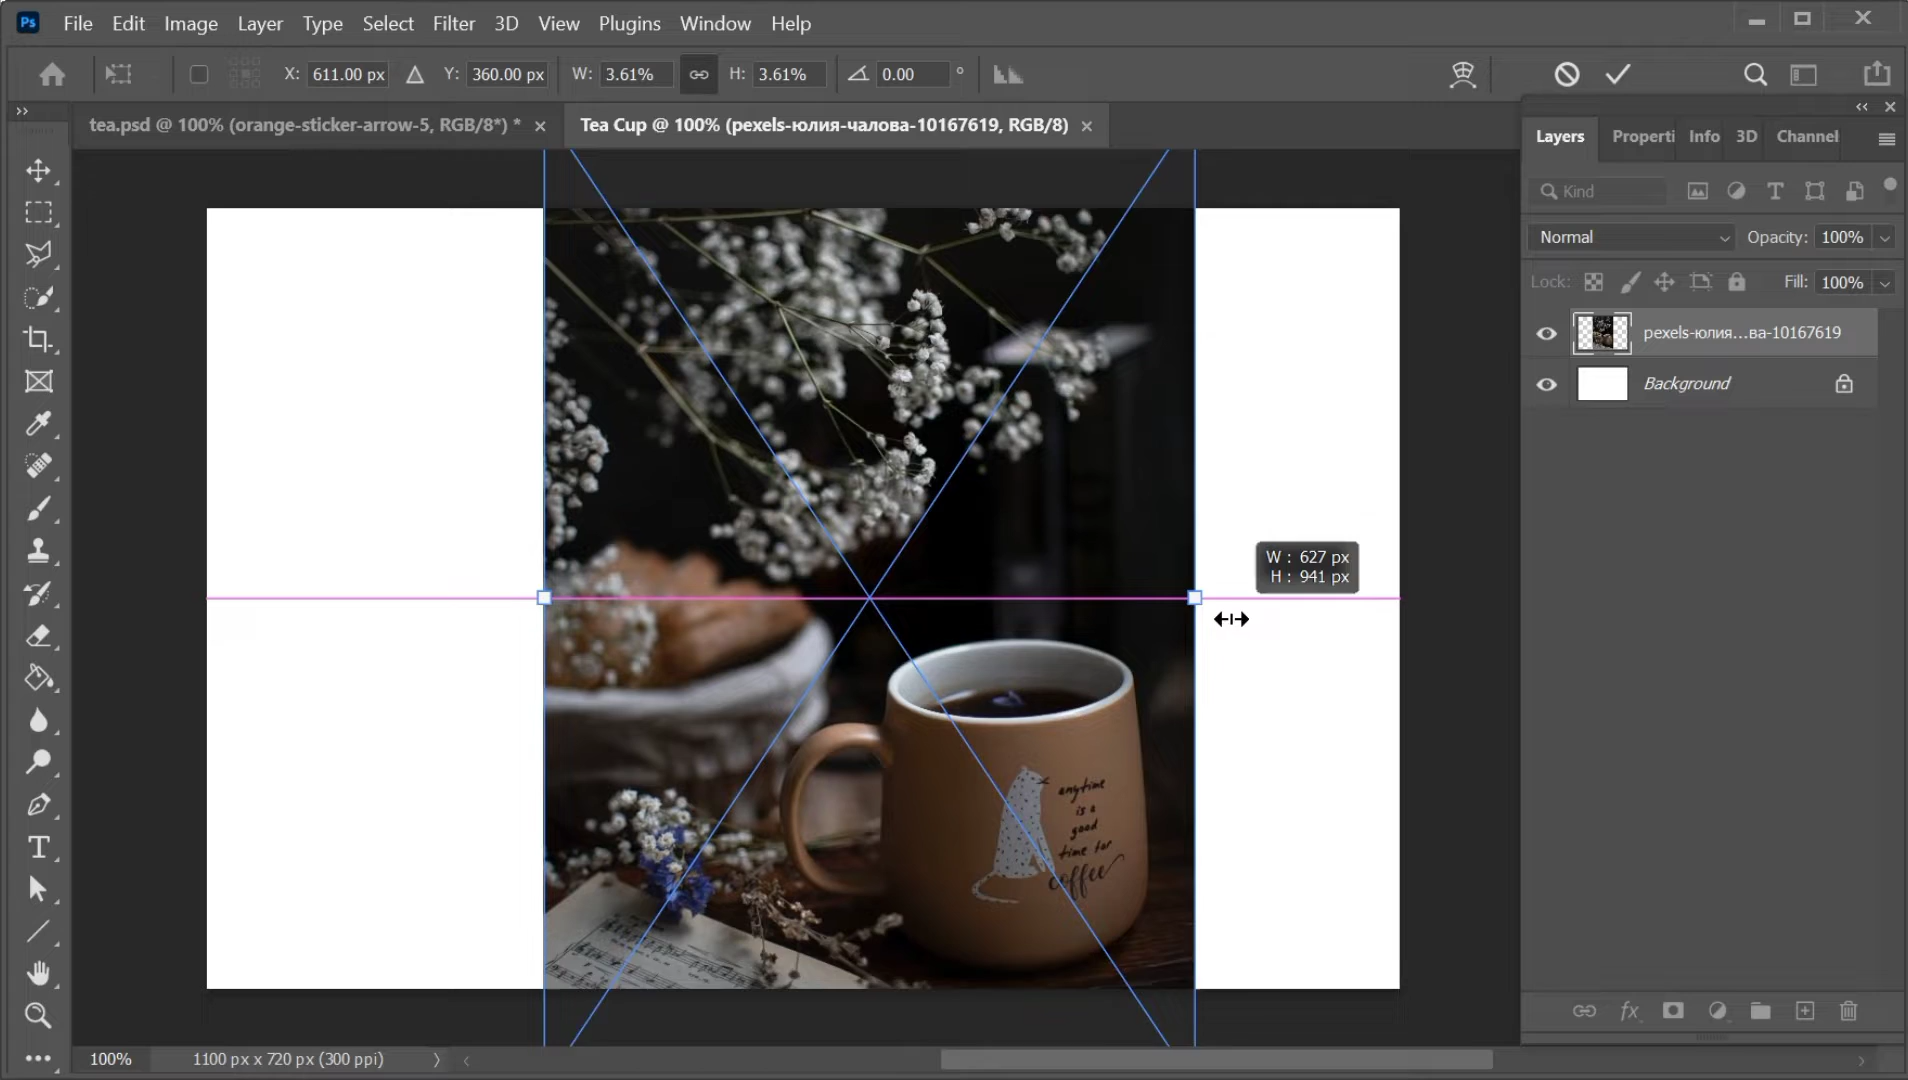 Ps File Edit Image Layer Type Select Filter 3D View Plugins Window Help
X: 611.00 px Y: 360.00 px W: 3.61% H: 3.61% 0.00 °
tea.psd @ 100% (orange-sticker-arrow-5, RGB/8*) *
Tea Cup @ 100% (pexels-юлия-чалова-10167619, RGB/8)
Layers Properti Info 3D Channel
Kind
Normal Opacity: 100%
Lock: Fill: 100%
pexels-юлия...ва-10167619
Background
W : 627 px
H : 941 px
anytime
is a
good
time for
coffee
100% 1100 px x 720 px (300 ppi)